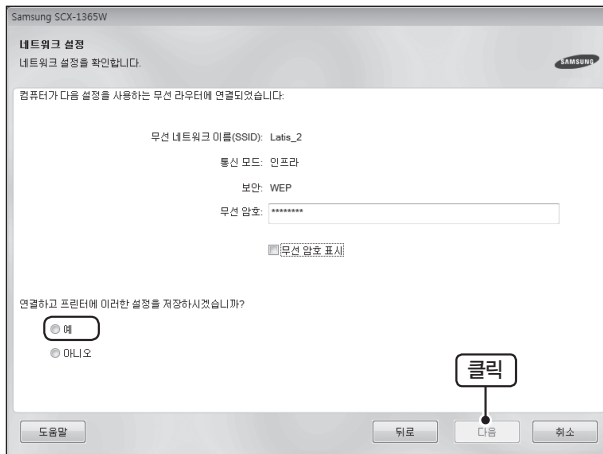 Samsung SCX-1365W
네트워크 설정
네트워크 설정을 확인합니다.
SAMSUNG
컴퓨터가 다음 설정을 사용하는 무선 라우터에 연결되었습니다:
무선 네트워크 이름(SSID): Latis_2
통신 모드: 인프라
보안: WEP
무선 암호: ********
무선 암호 표시
연결하고 프린터에 이러한 설정을 저장하시겠습니까?
예
아니오
클릭
도움말 뒤로 다음 취소